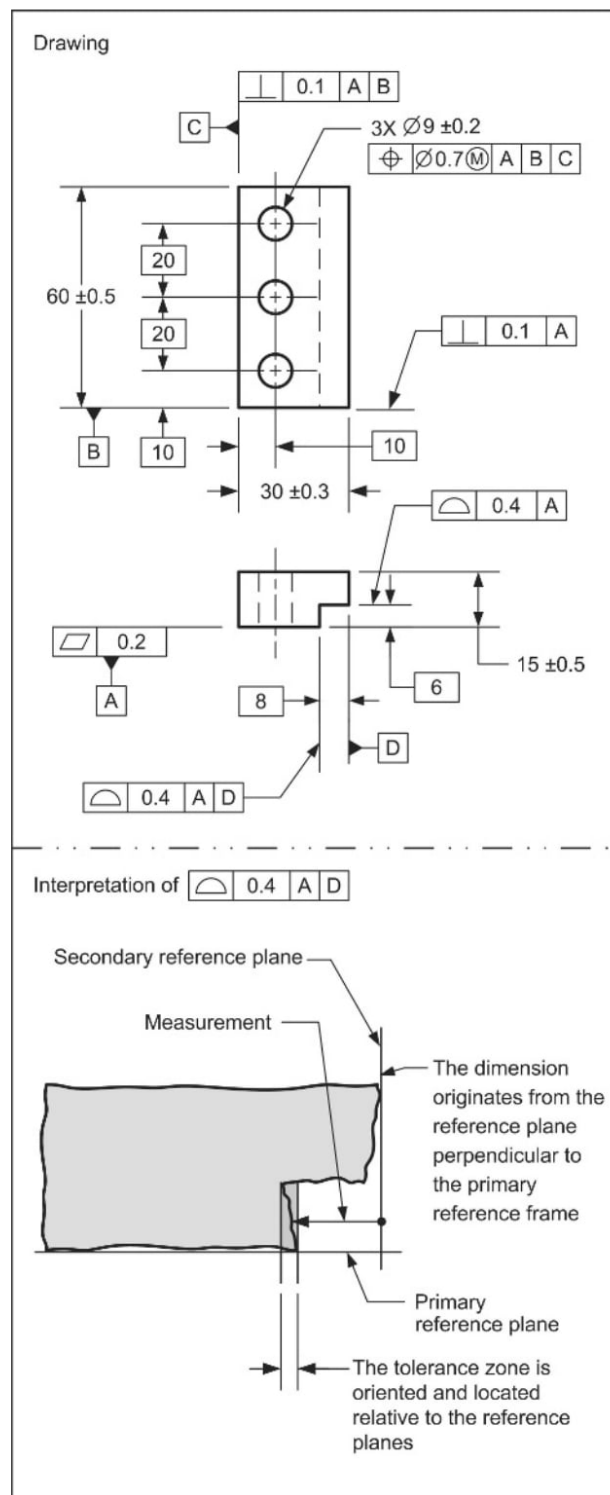 Drawing
⊥ 0.1 A B
C
3X Ø9 ±0.2
⌖ Ø0.7Ⓜ A B C
20
60 ±0.5
20
⊥ 0.1 A
B
10
10
30 ±0.3
⌓ 0.4 A
⏥ 0.2
15 ±0.5
A
8
6
D
⌓ 0.4 A D
Interpretation of ⌓ 0.4 A D
Secondary reference plane
Measurement
The dimension
originates from the
reference plane
perpendicular to
the primary
reference frame
Primary
reference plane
The tolerance zone is
oriented and located
relative to the reference
planes